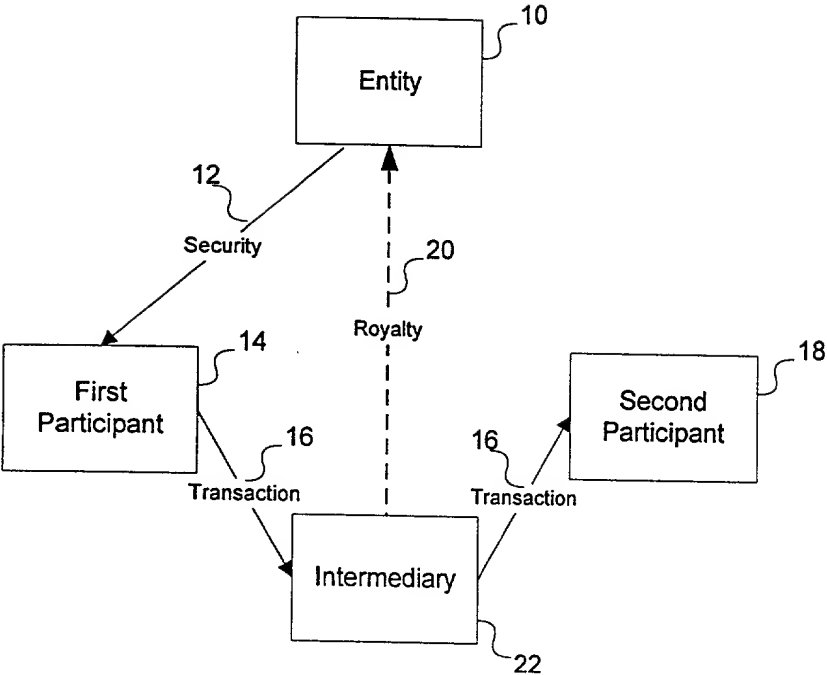 10
Entity
12
Security
20
Royalty
14
First
Participant
18
Second
Participant
16
Transaction
16
Transaction
Intermediary
22